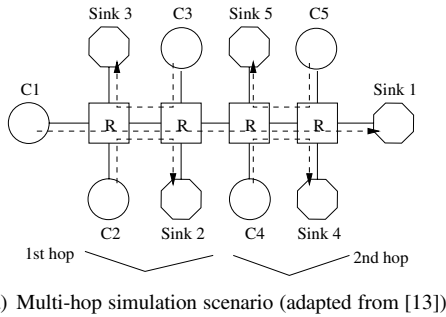 Sink 3 C3 Sink 5 C5
C1 Sink 1
R R R R
C2 Sink 2 C4 Sink 4
1st hop 2nd hop
) Multi-hop simulation scenario (adapted from [13])